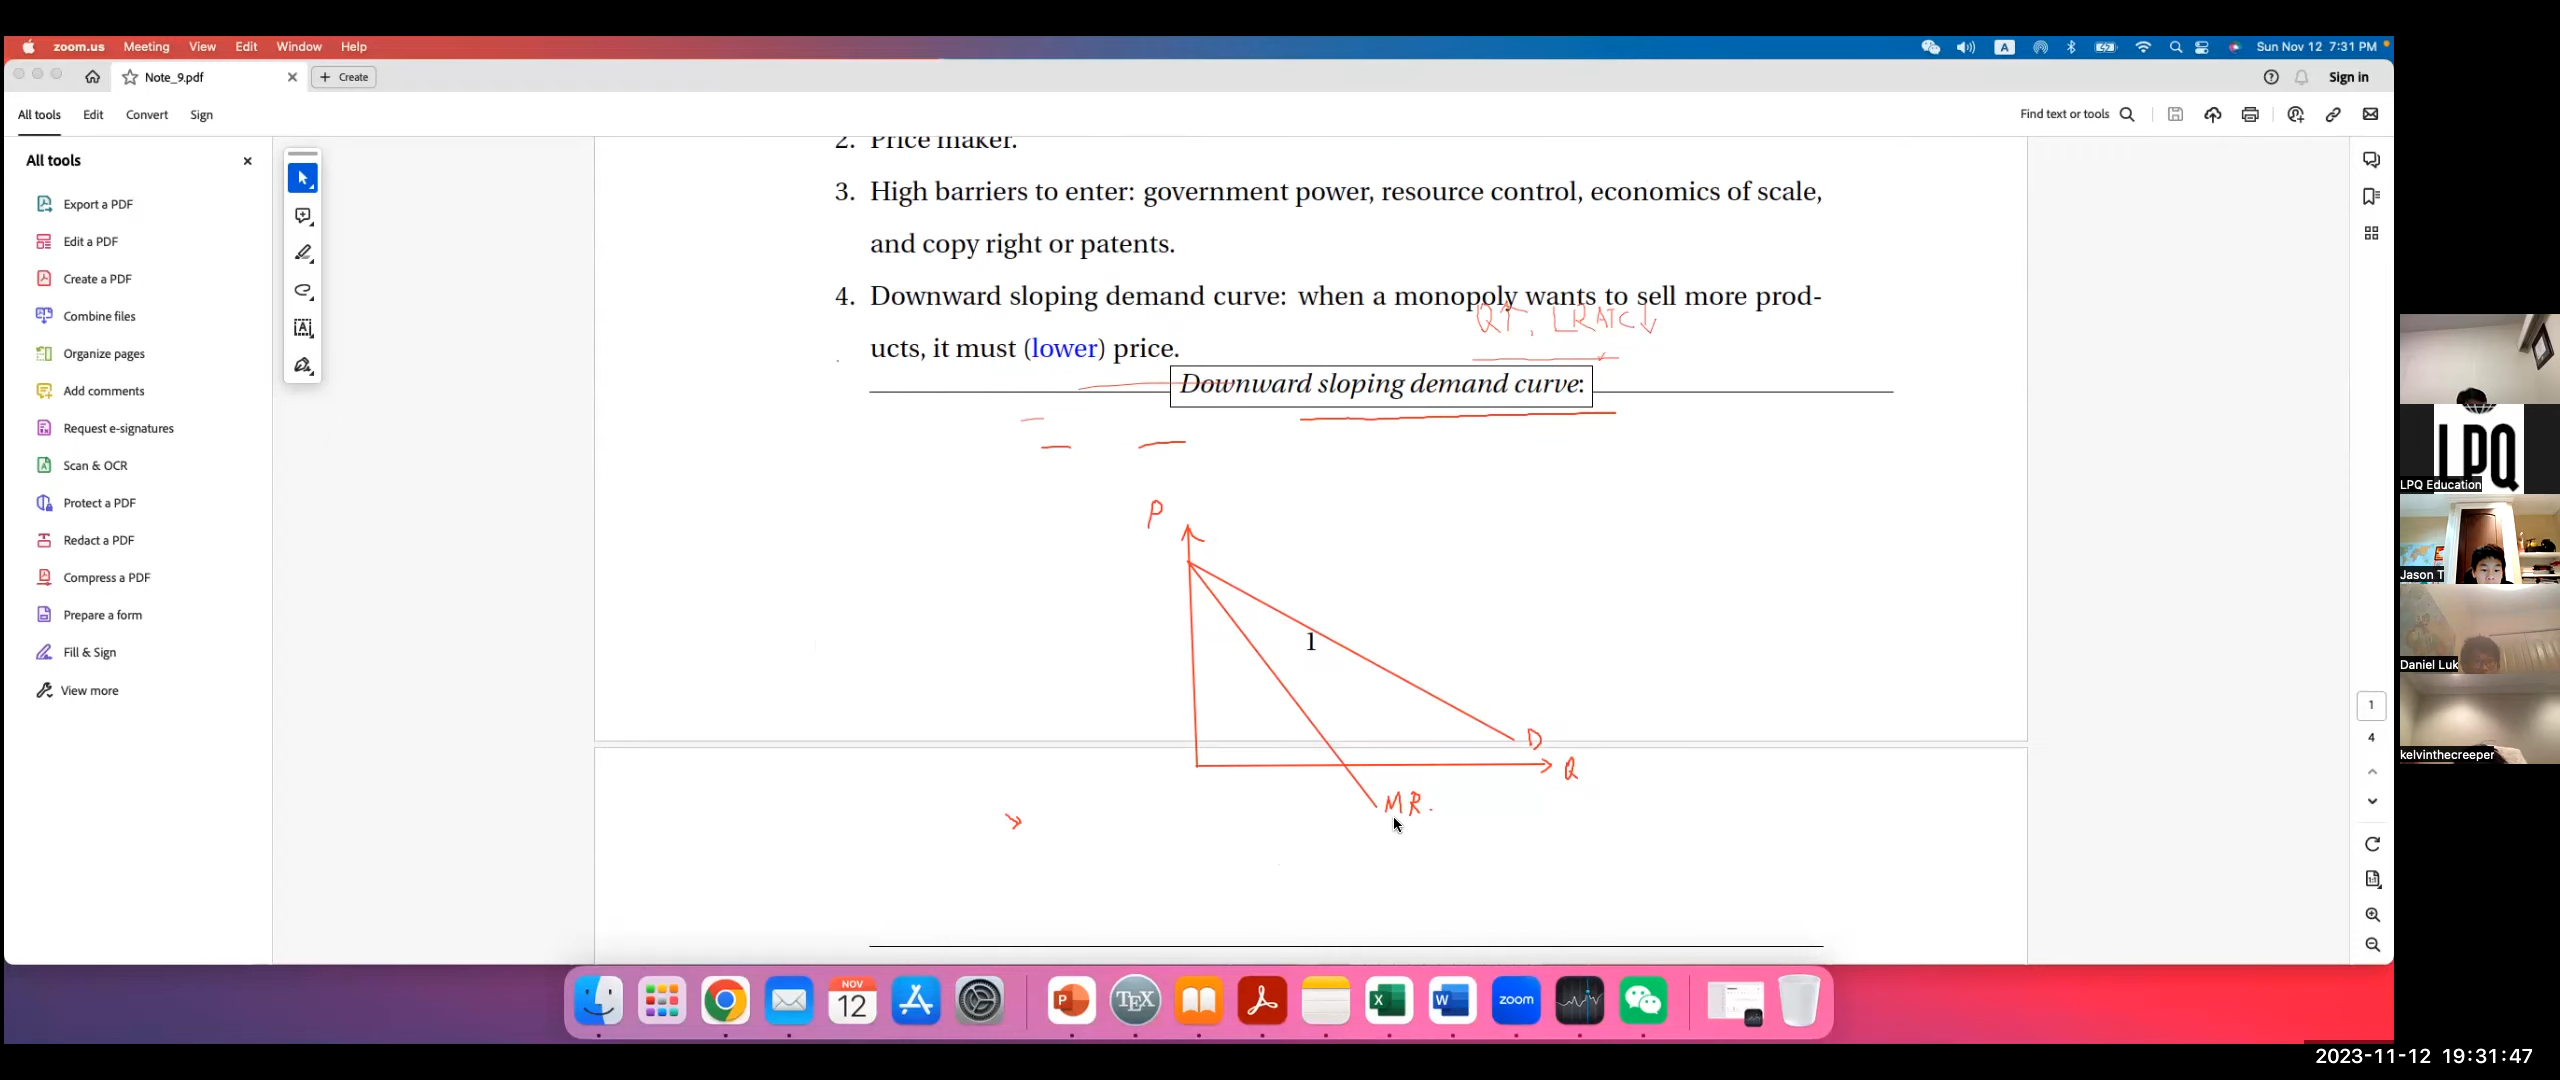 zoom.us Meeting View Edit Window Help
A Sun Nov 12 7:31 PM
Note_9.pdf
Create
Sign in
All tools Edit Convert Sign
Find text or tools
All tools
Export a PDF
Edit a PDF
Create a PDF
Combine files
Organize pages
Add comments
Request e-signatures
Scan & OCR
Protect a PDF
Redact a PDF
Compress a PDF
Prepare a form
Fill & Sign
View more
2. Price maker.
3. High barriers to enter: government power, resource control, economics of scale,
and copy right or patents.
4. Downward sloping demand curve: when a monopoly wants to sell more prod-
Q↑, LRATC↓
ucts, it must (lower) price.
Downward sloping demand curve:
P
1
D
Q
MR.
1
4
LPQ
LPQ Education
Jason T
Daniel Luk
kelvinthecreeper
NOV
12
P
TEX
X
W
zoom
2023-11-12 19:31:47